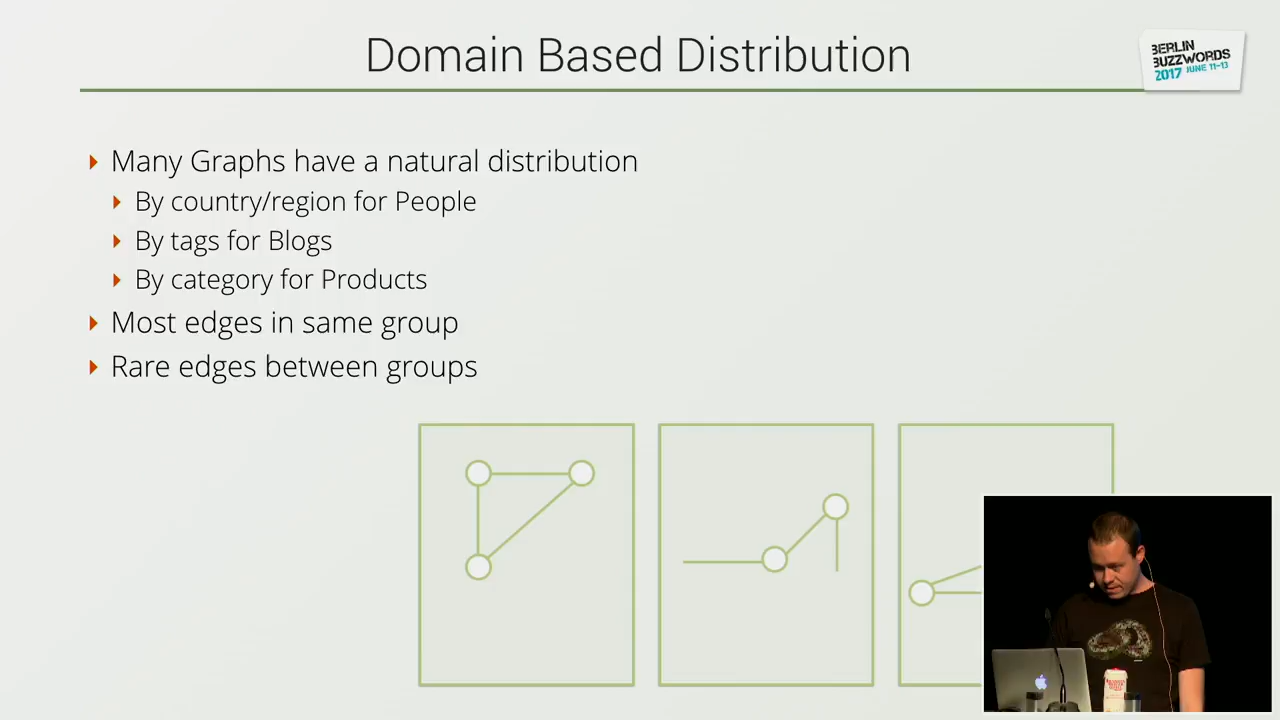 Domain Based Distribution
BERLIN
BUZZWORDS
2017 JUNE 11-13
Many Graphs have a natural distribution
By country/region for People
By tags for Blogs
By category for Products
Most edges in same group
Rare edges between groups